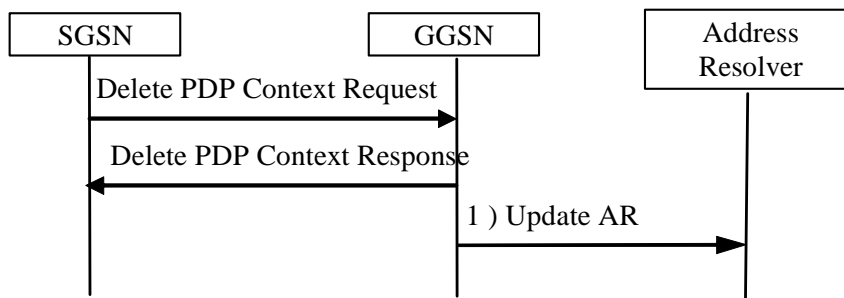 SGSN
GGSN
Address
Resolver
Delete PDP Context Request
Delete PDP Context Response
1 ) Update AR